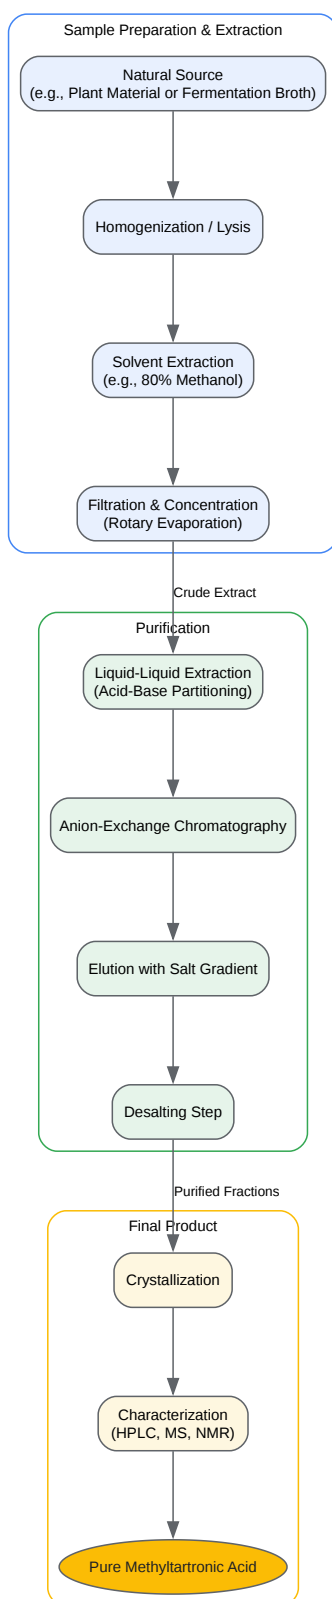 Sample Preparation & Extraction
Natural Source
(e.g., Plant Material or Fermentation Broth)
Homogenization / Lysis
Solvent Extraction
(e.g., 80% Methanol)
Filtration & Concentration
(Rotary Evaporation)
Crude Extract
Purification
Liquid-Liquid Extraction
(Acid-Base Partitioning)
Anion-Exchange Chromatography
Elution with Salt Gradient
Desalting Step
Purified Fractions
Final Product
Crystallization
Characterization
(HPLC, MS, NMR)
Pure Methyltartronic Acid